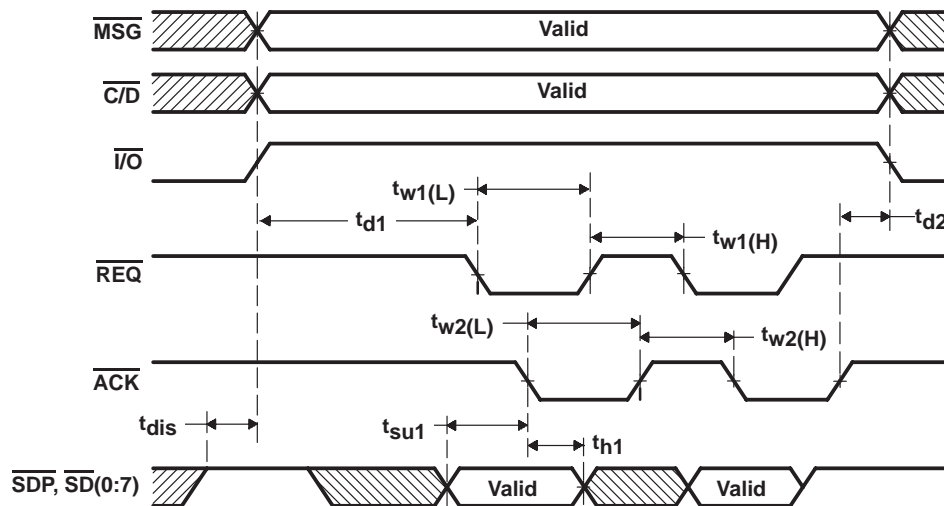 MSG
Valid
C/D
Valid
I/O
tw1(L)
td1
td2
tw1(H)
REQ
tw2(L)
tw2(H)
ACK
tdis
tsu1
th1
SDP, SD(0:7)
Valid
Valid